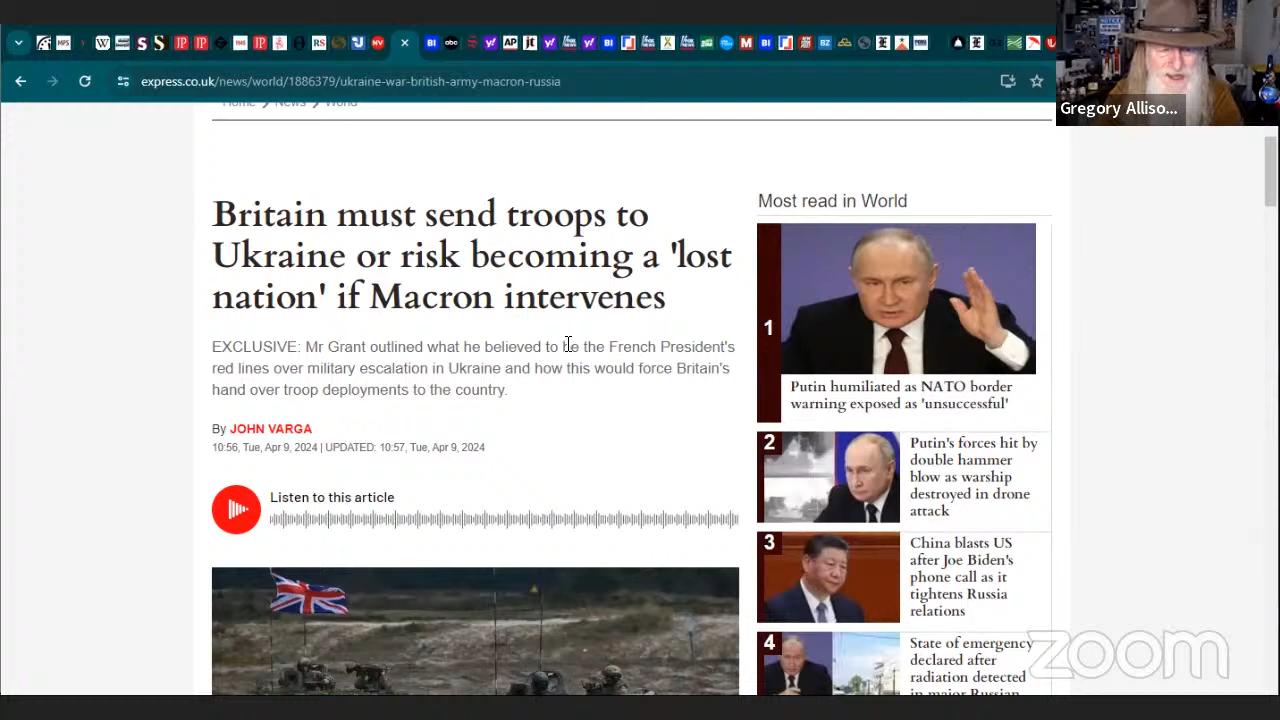 express.co.uk/news/world/1886379/ukraine-war-british-army-macron-russia
Gregory Alliso...
Home > News > World
Britain must send troops to
Ukraine or risk becoming a 'lost
nation' if Macron intervenes
EXCLUSIVE: Mr Grant outlined what he believed to be the French President's
red lines over military escalation in Ukraine and how this would force Britain's
hand over troop deployments to the country.
By JOHN VARGA
10:56, Tue, Apr 9, 2024 | UPDATED: 10:57, Tue, Apr 9, 2024
Listen to this article
Most read in World
1
Putin humiliated as NATO border
warning exposed as 'unsuccessful'
2
Putin's forces hit by
double hammer
blow as warship
destroyed in drone
attack
3
China blasts US
after Joe Biden's
phone call as it
tightens Russia
relations
4
State of emergency
declared after
radiation detected
in major Russian
zoom